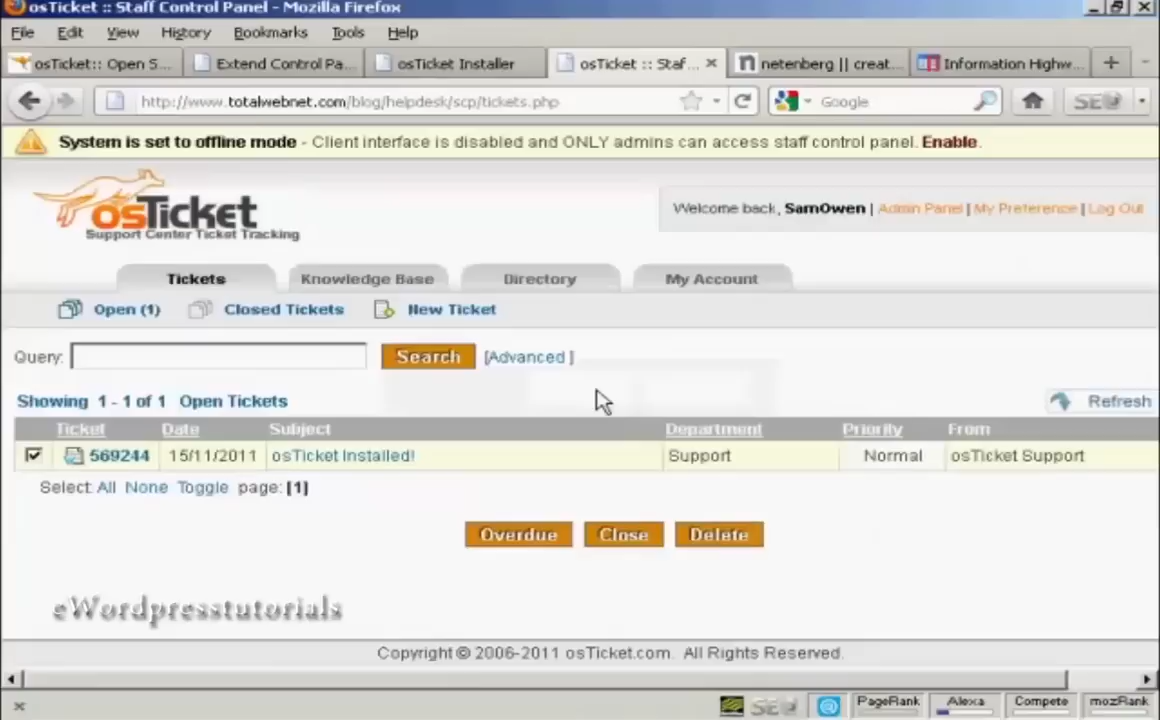 osTicket :: Staff Control Panel - Mozilla Firefox
File Edit View History Bookmarks Tools Help
osTicket:: Open S... Extend Control Pa... osTicket Installer osTicket :: Staf... netenberg || creat... Information Highw...
http://www.totalwebnet.com/blog/helpdesk/scp/tickets.php Google SEO
System is set to offline mode - Client interface is disabled and ONLY admins can access staff control panel. Enable.
osTicket
Support Center Ticket Tracking
Welcome back, SamOwen | Admin Panel | My Preference | Log Out
Tickets Knowledge Base Directory My Account
Open (1) Closed Tickets New Ticket
Query: Search [Advanced ]
Showing 1 - 1 of 1 Open Tickets Refresh
Ticket Date Subject Department Priority From
569244 15/11/2011 osTicket Installed! Support Normal osTicket Support
Select: All None Toggle page: [1]
Overdue Close Delete
eWordpresstutorials
Copyright © 2006-2011 osTicket.com. All Rights Reserved.
SEO PageRank Alexa Compete mozRank